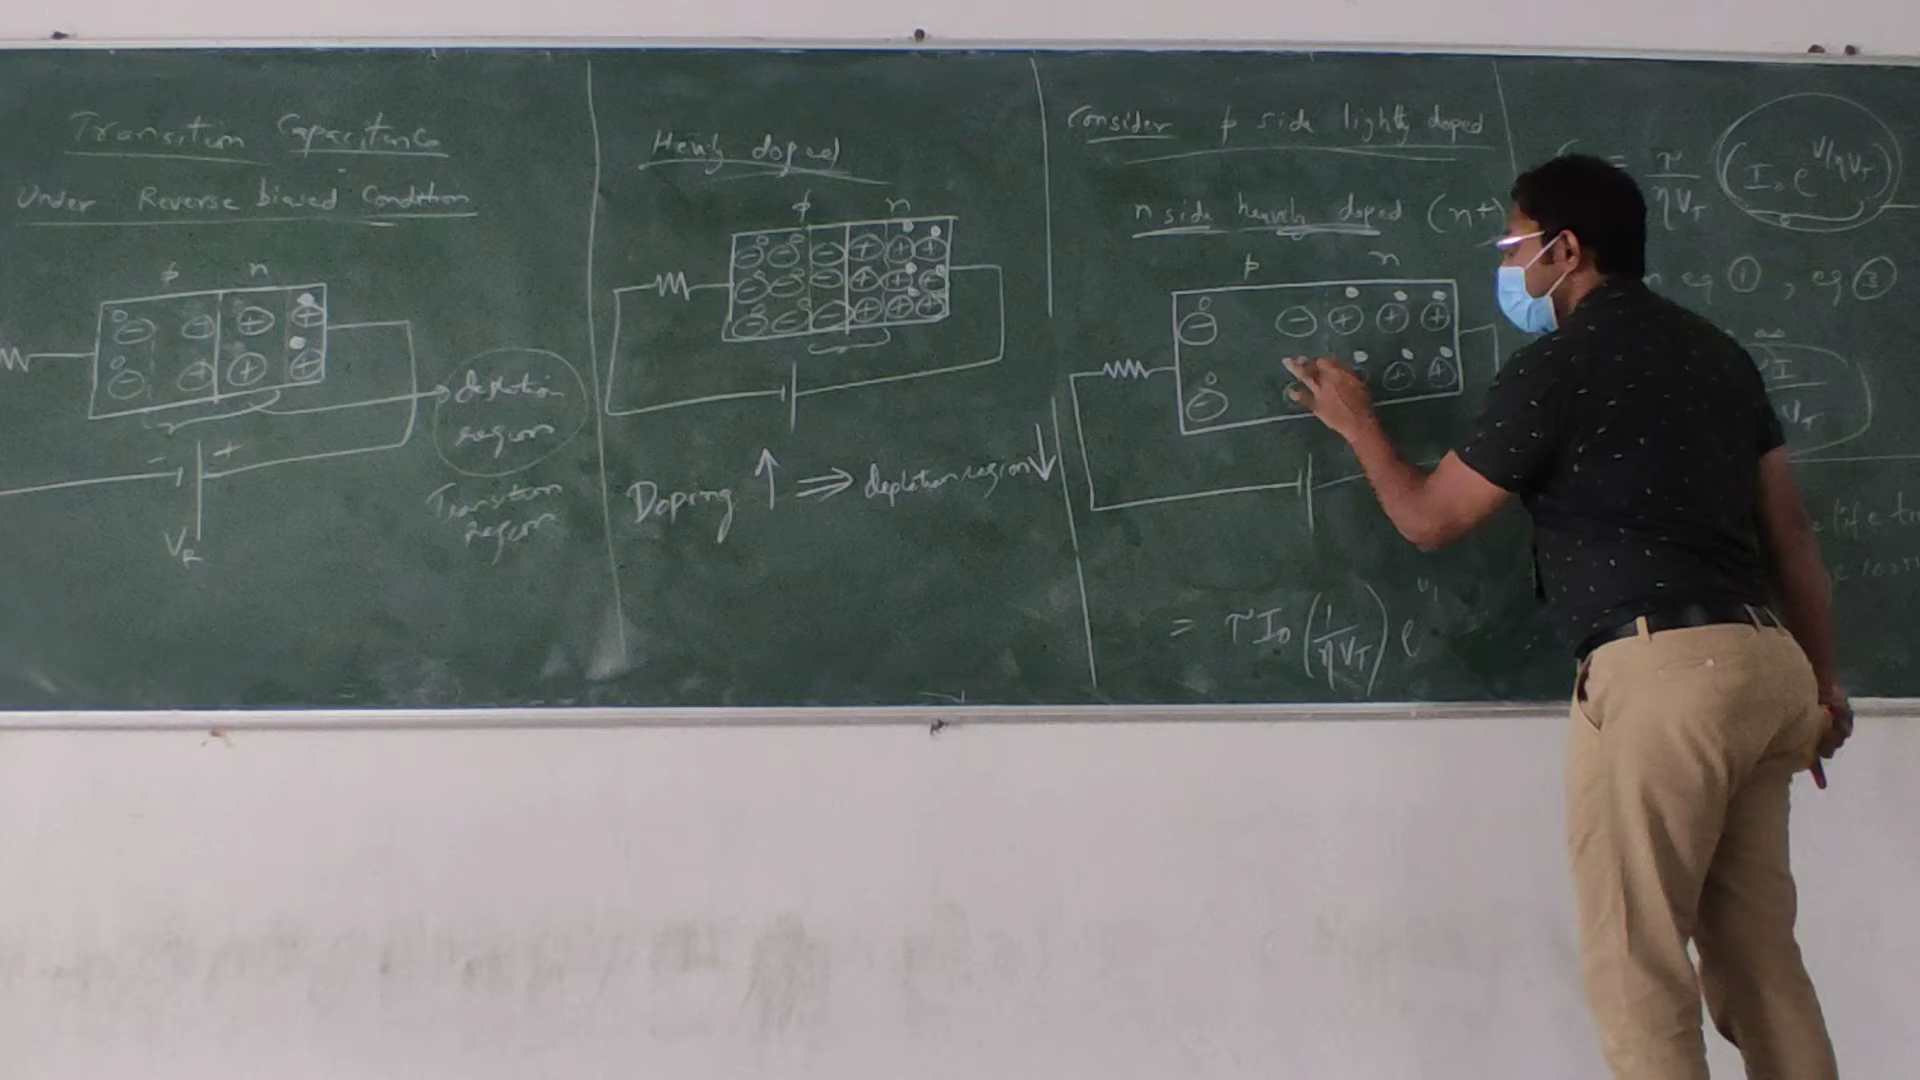 Transition Capacitance
Under Reverse biased Condition
p n
depletion
region
- +
Transition
region
V_R
Hevily doped
p n
Doping ↑ ⇒ depletion region ↓
Consider p side lightly doped
n side heavily doped (n+)
p n
= τ I₀ (1/ηV_T) e
= τ/ηV_T (I₀ e^{V/ηV_T})
eq ①, eq ③
I
V_T
life